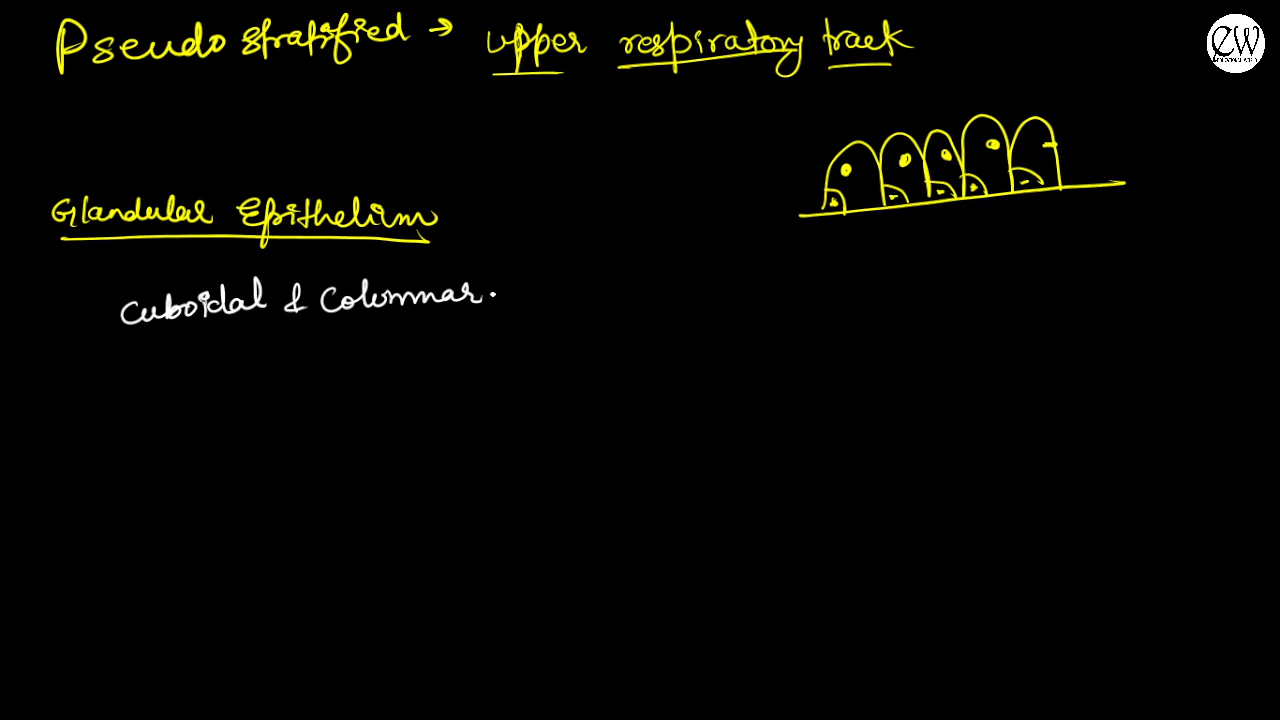 Pseudo stratified → upper respiratory track
Glandular Epithelium
Cuboidal & Columnar.